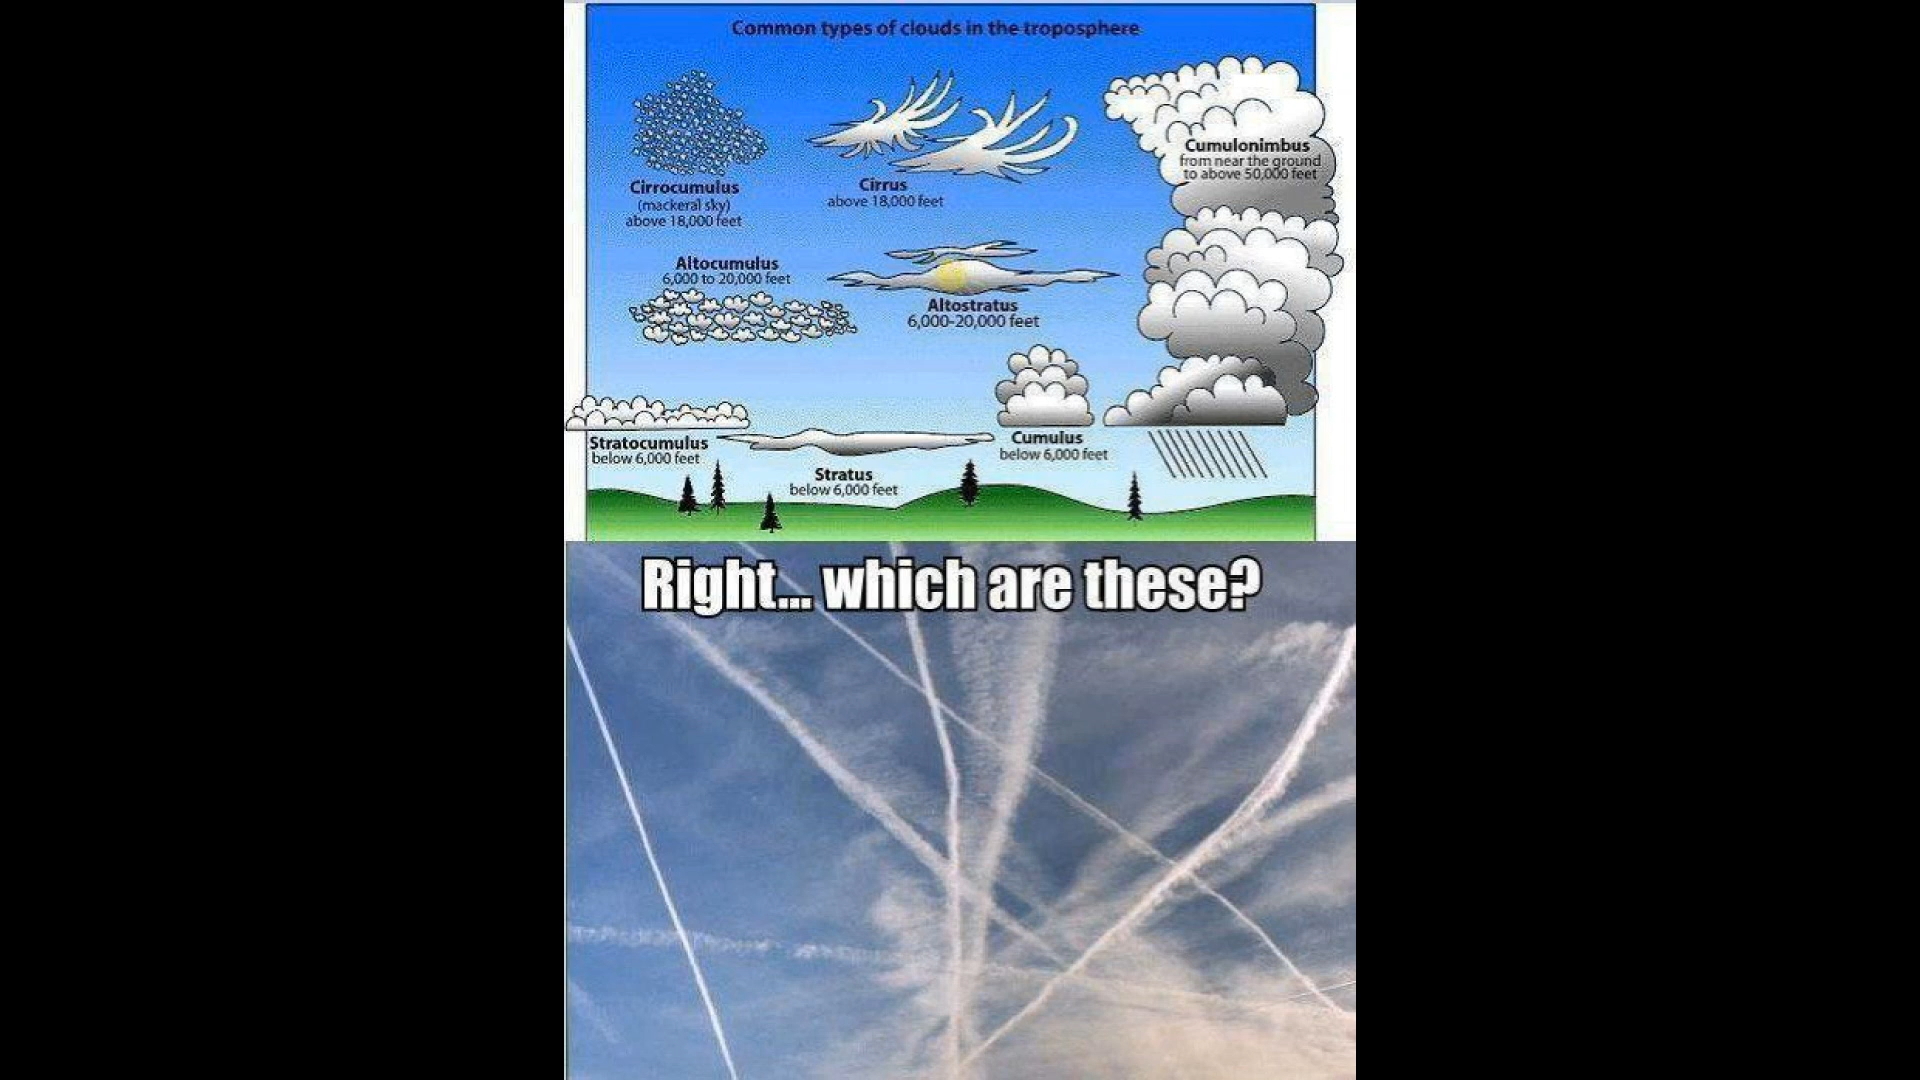 Common types of clouds in the troposphere
Cirrocumulus
(mackeral sky)
above 18,000 feet
Cirrus
above 18,000 feet
Cumulonimbus
from near the ground
to above 50,000 feet
Altocumulus
6,000 to 20,000 feet
Altostratus
6,000-20,000 feet
Stratocumulus
below 6,000 feet
Stratus
below 6,000 feet
Cumulus
below 6,000 feet
Right... which are these?